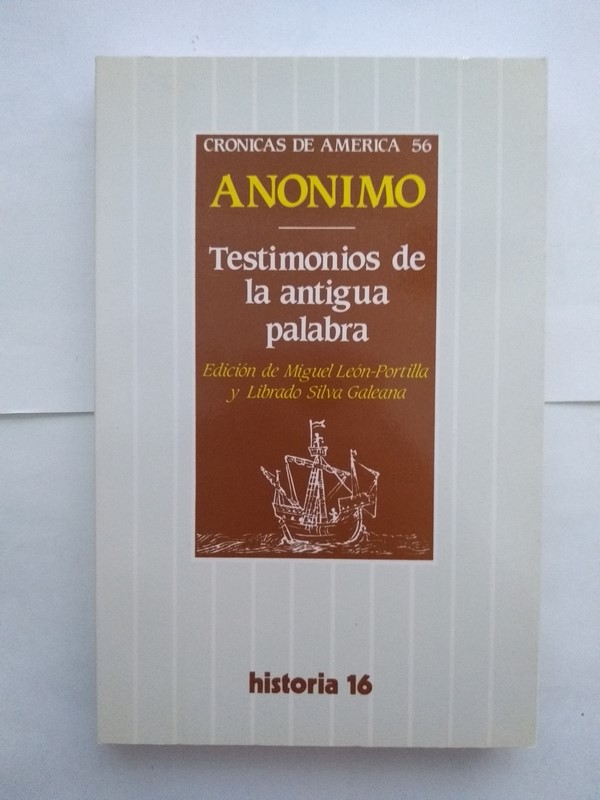 CRONICAS DE AMERICA 56
ANONIMO
Testimonios de
la antigua
palabra
Edición de Miguel León-Portilla
y Librado Silva Galeana
historia 16